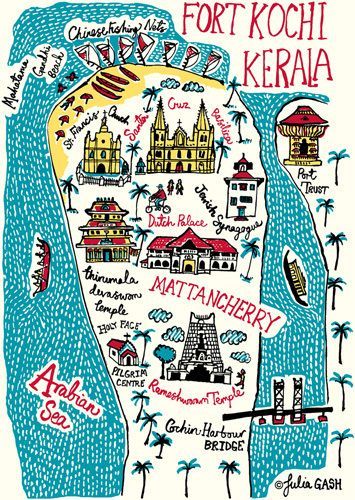 FORT KOCHI
KERALA
Chinese Fishing Nets
Mahatama
Gandhi
Beach
St. Francis' Church
Santa
Cruz
Basilica
Port
TRUST
Jewish Synagogue
Dutch Palace
thirumala
devaswom
temple
MATTANCHERRY
HOLY FACE
PILGRIM
CENTRE
Rameshwaram Temple
Arabian
Sea
Cochin Harbour
BRIDGE
© Julia GASH